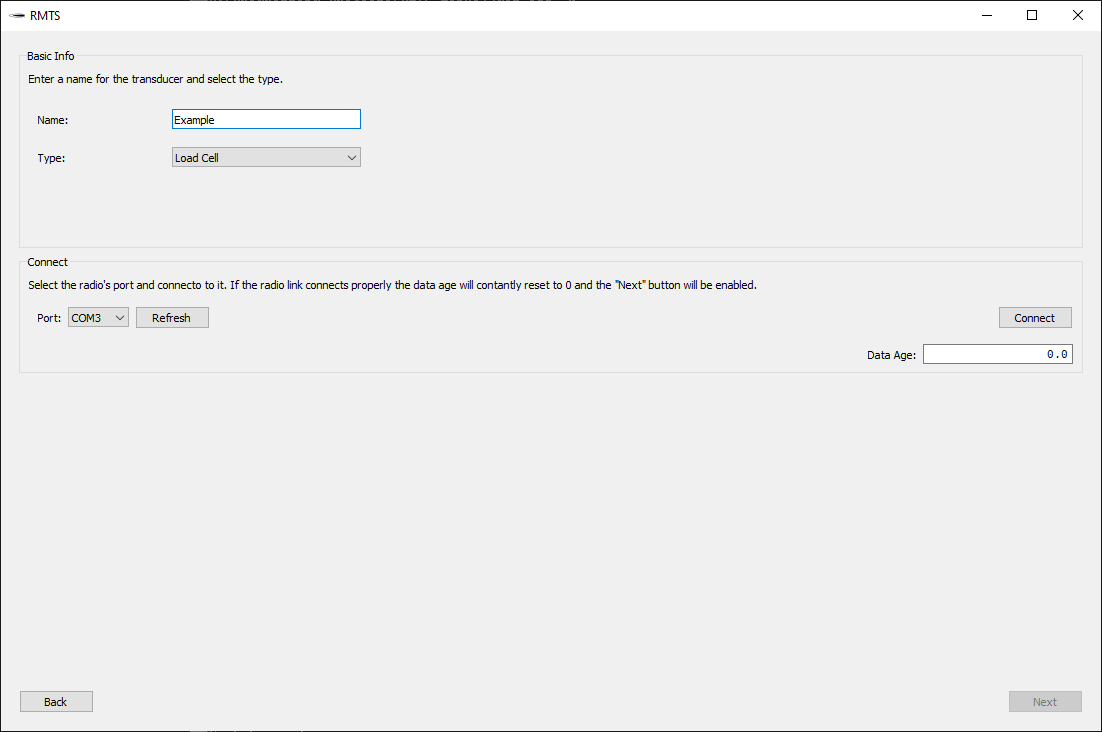 RMTS
Basic Info
Enter a name for the transducer and select the type.
Name: Example
Type: Load Cell
Connect
Select the radio's port and connecto to it. If the radio link connects properly the data age will contantly reset to 0 and the "Next" button will be enabled.
Port: COM3 Refresh Connect
Data Age: 0.0
Back Next